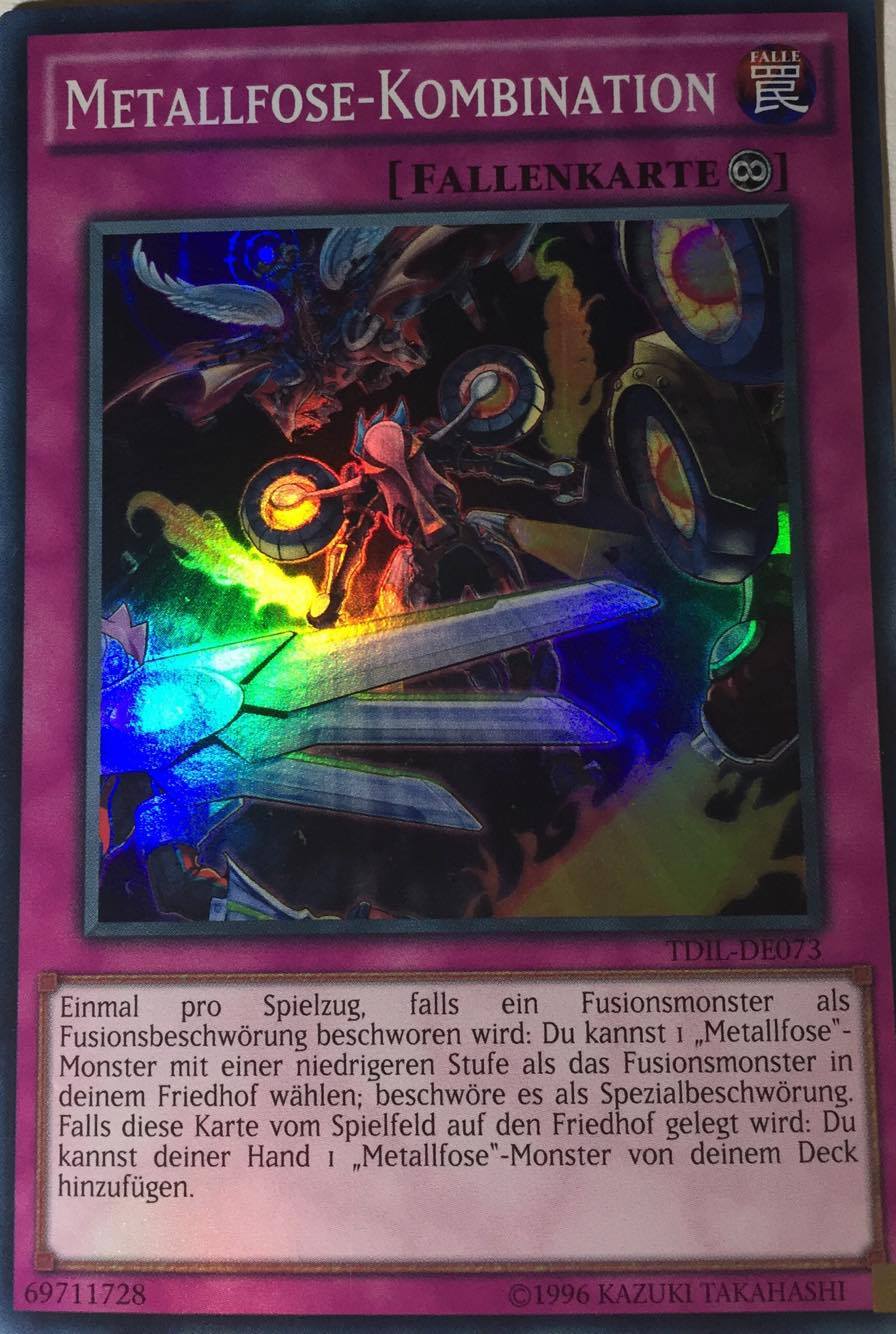 METALLFOSE-KOMBINATION
FALLE
罠
[FALLENKARTE∞]
TDIL-DE073
Einmal pro Spielzug, falls ein Fusionsmonster als
Fusionsbeschwörung beschworen wird: Du kannst 1 „Metallfose“-
Monster mit einer niedrigeren Stufe als das Fusionsmonster in
deinem Friedhof wählen; beschwöre es als Spezialbeschwörung.
Falls diese Karte vom Spielfeld auf den Friedhof gelegt wird: Du
kannst deiner Hand 1 „Metallfose“-Monster von deinem Deck
hinzufügen.
69711728
©1996 KAZUKI TAKAHASHI